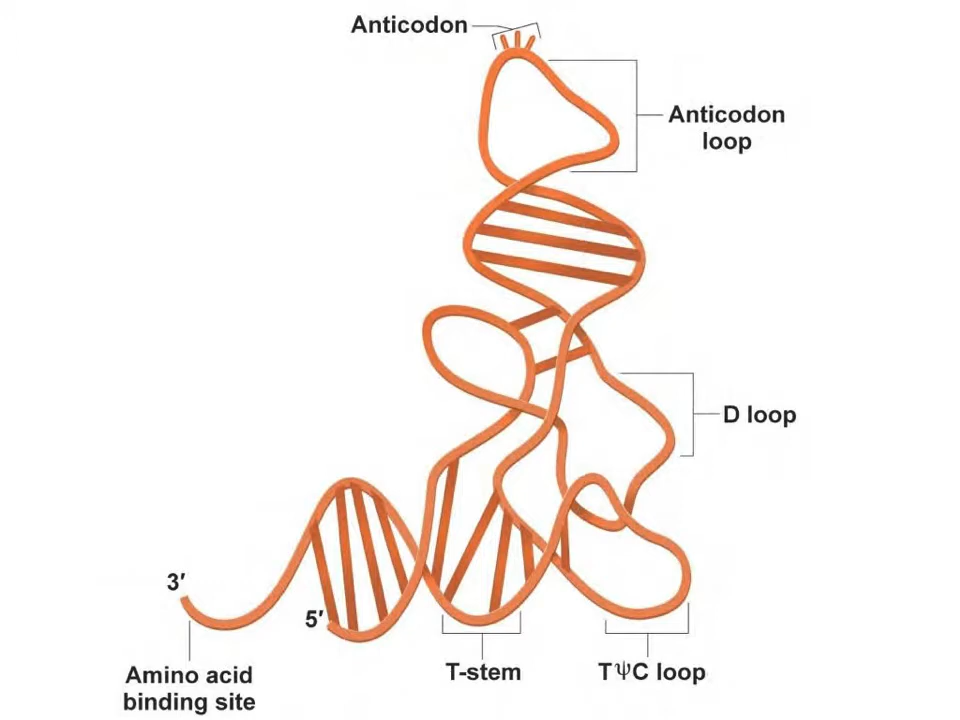 Anticodon
Anticodon
loop
D loop
3′
5′
Amino acid
binding site
T-stem
TψC loop